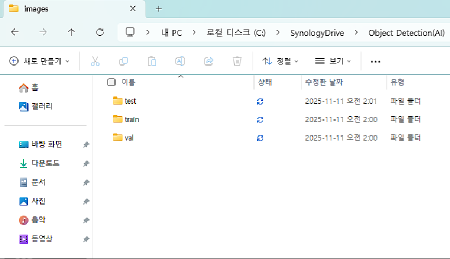 images
내 PC > 로컬 디스크 (C:) > SynologyDrive > Object Detection(AI)
새로 만들기 정렬 보기 ...
이름 상태 수정한 날짜 유형
홈
갤러리
바탕 화면
다운로드
문서
사진
음악
동영상
test 2025-11-11 오전 2:01 파일 폴더
train 2025-11-11 오전 2:00 파일 폴더
val 2025-11-11 오전 2:00 파일 폴더